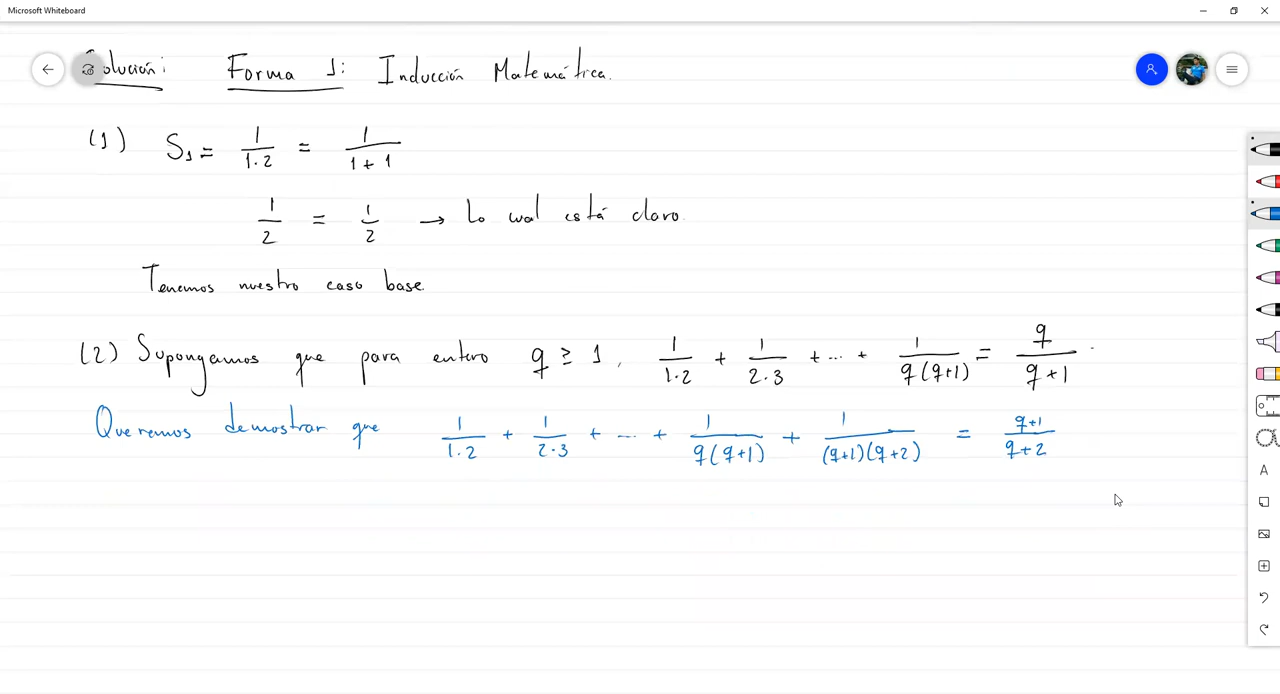 Microsoft Whiteboard
Solución: Forma 1: Inducción Matemática.
(1) S₁ = 1/(1·2) = 1/(1+1)
1/2 = 1/2 → Lo cual está claro.
Tenemos nuestro caso base.
(2) Supongamos que para entero q ≥ 1, 1/(1·2) + 1/(2·3) + ... + 1/(q(q+1)) = q/(q+1).
Queremos demostrar que 1/(1·2) + 1/(2·3) + ... + 1/(q(q+1)) + 1/((q+1)(q+2)) = (q+1)/(q+2)
A